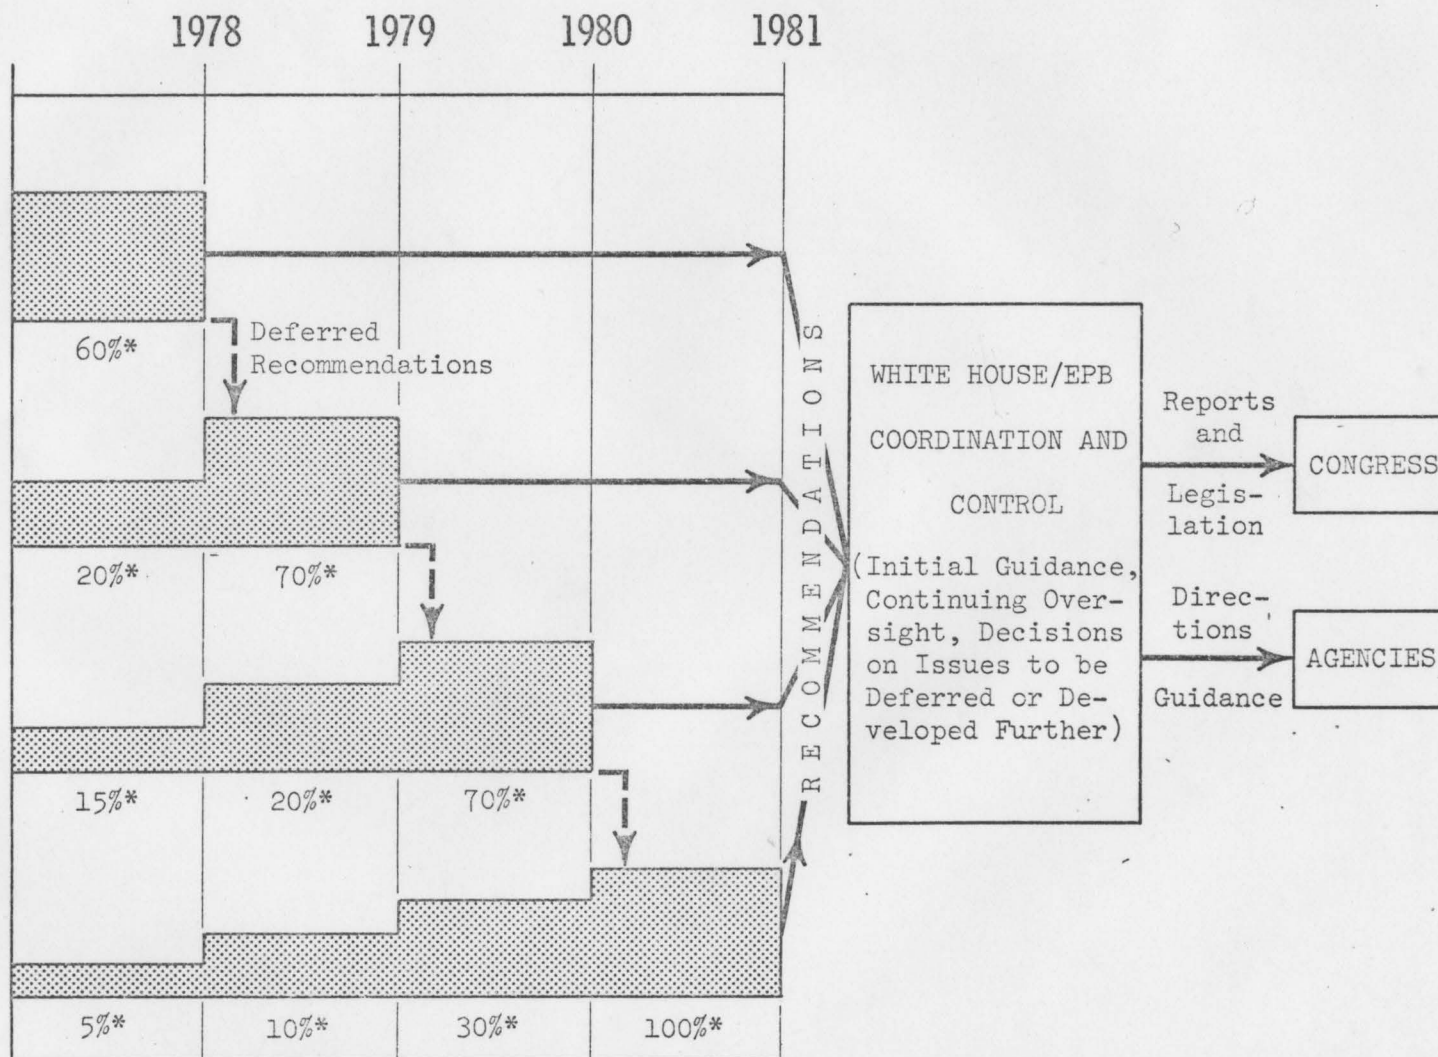 1978 1979 1980 1981
60%*
Deferred
Recommendations
20%* 70%*
15%* 20%* 70%*
5%* 10%* 30%* 100%*
RECOMMENDATIONS
WHITE HOUSE/EPB
COORDINATION AND
CONTROL
(Initial Guidance,
Continuing Over-
sight, Decisions
on Issues to be
Deferred or De-
veloped Further)
Reports
and
Legis-
lation
CONGRESS
Direc-
tions
Guidance
AGENCIES